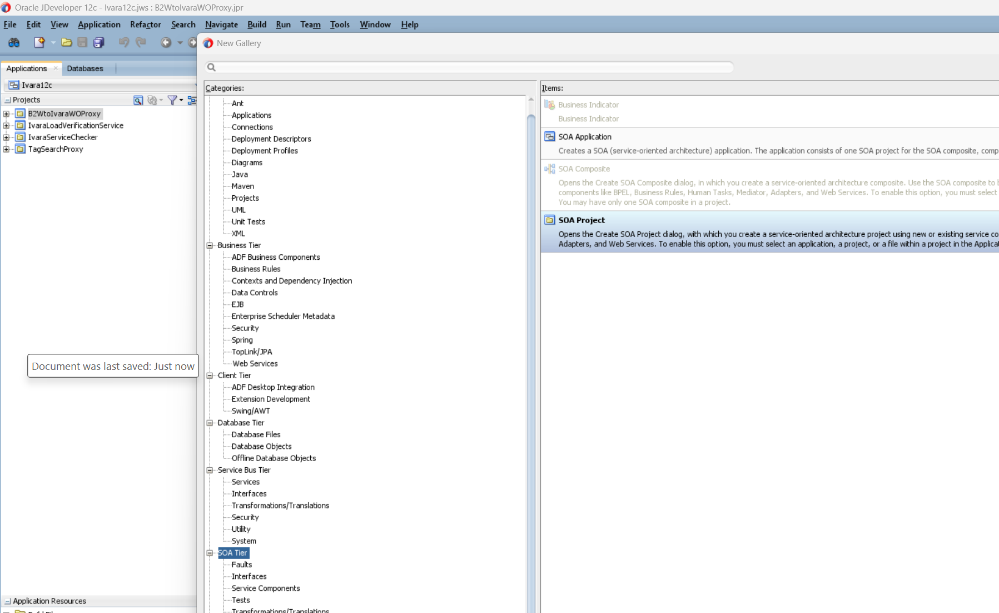 Oracle JDeveloper 12c - Ivara12c.jws : B2WtoIvaraWOProxy.jpr
File Edit View Application Refactor Search Navigate Build Run Team Tools Window Help
New Gallery
Applications Databases
Ivara12c
Projects
B2WtoIvaraWOProxy
IvaraLoadVerificationService
IvaraServiceChecker
TagSearchProxy
Document was last saved: Just now
Application Resources
Categories:
Ant
Applications
Connections
Deployment Descriptors
Deployment Profiles
Diagrams
Java
Maven
Projects
UML
Unit Tests
XML
Business Tier
ADF Business Components
Business Rules
Contexts and Dependency Injection
Data Controls
EJB
Enterprise Scheduler Metadata
Security
Spring
TopLink/JPA
Web Services
Client Tier
ADF Desktop Integration
Extension Development
Swing/AWT
Database Tier
Database Files
Database Objects
Offline Database Objects
Service Bus Tier
Services
Interfaces
Transformations/Translations
Security
Utility
System
SOA Tier
Faults
Interfaces
Service Components
Tests
Transformations/Translations
Items:
Business Indicator
Business Indicator
SOA Application
Creates a SOA (service-oriented architecture) application. The application consists of one SOA project for the SOA composite, comp
SOA Composite
Opens the Create SOA Composite dialog, in which you create a service-oriented architecture composite. Use the SOA composite to
components like BPEL, Business Rules, Human Tasks, Mediator, Adapters, and Web Services. To enable this option, you must select
You may have only one SOA composite in a project.
SOA Project
Opens the Create SOA Project dialog, with which you create a service-oriented architecture project using new or existing service co
Adapters, and Web Services. To enable this option, you must select an application, a project, or a file within a project in the Applica